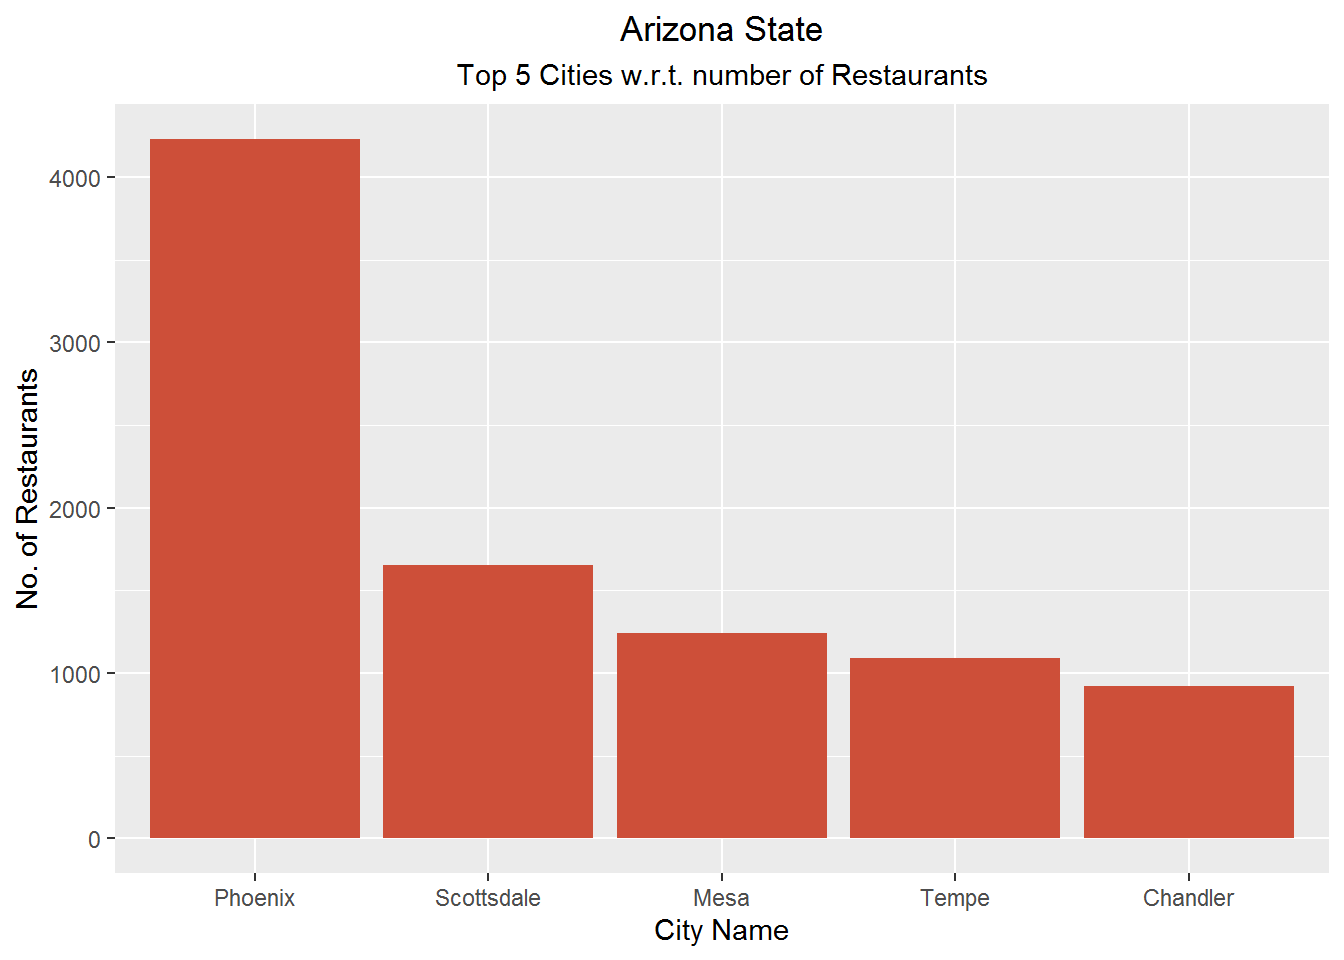 Arizona State
Top 5 Cities w.r.t. number of Restaurants
No. of Restaurants
4000
3000
2000
1000
0
Phoenix Scottsdale Mesa Tempe Chandler
City Name